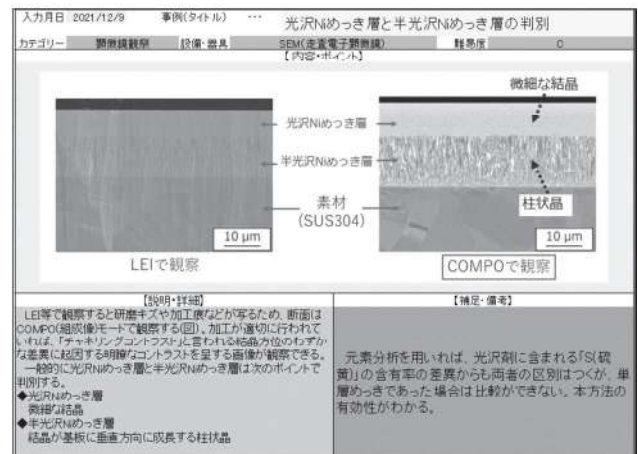 入力月日 2021/12/9 事例(タイトル) … 光沢Niめっき層と半光沢Niめっき層の判別
カテゴリー 顕微鏡観察 設備・器具 SEM(走査電子顕微鏡) 難易度 C
【内容・ポイント】
微細な結晶
光沢Niめっき層
半光沢Niめっき層
素材
(SUS304)
柱状晶
10 μm
10 μm
LEIで観察
COMPOで観察
【説明・詳細】
LEI等で観察すると研磨キズや加工痕などが写るため、断面は
COMPO(組成像)モードで観察する(図)。加工が適切に行われて
いれば、「チャネリングコントラスト」と言われる結晶方位のわずか
な差異に起因する明瞭なコントラストを呈する画像が観察できる。
一般的に光沢Niめっき層と半光沢Niめっき層は次のポイントで
判別する。
◆光沢Niめっき層
微細な結晶
◆半光沢Niめっき層
結晶が基板に垂直方向に成長する柱状晶
【補足・備考】
元素分析を用いれば、光沢剤に含まれる「S(硫
黄)」の含有率の差異からも両者の区別はつくが、単
層めっきであった場合は比較ができない。本方法の
有効性がわかる。